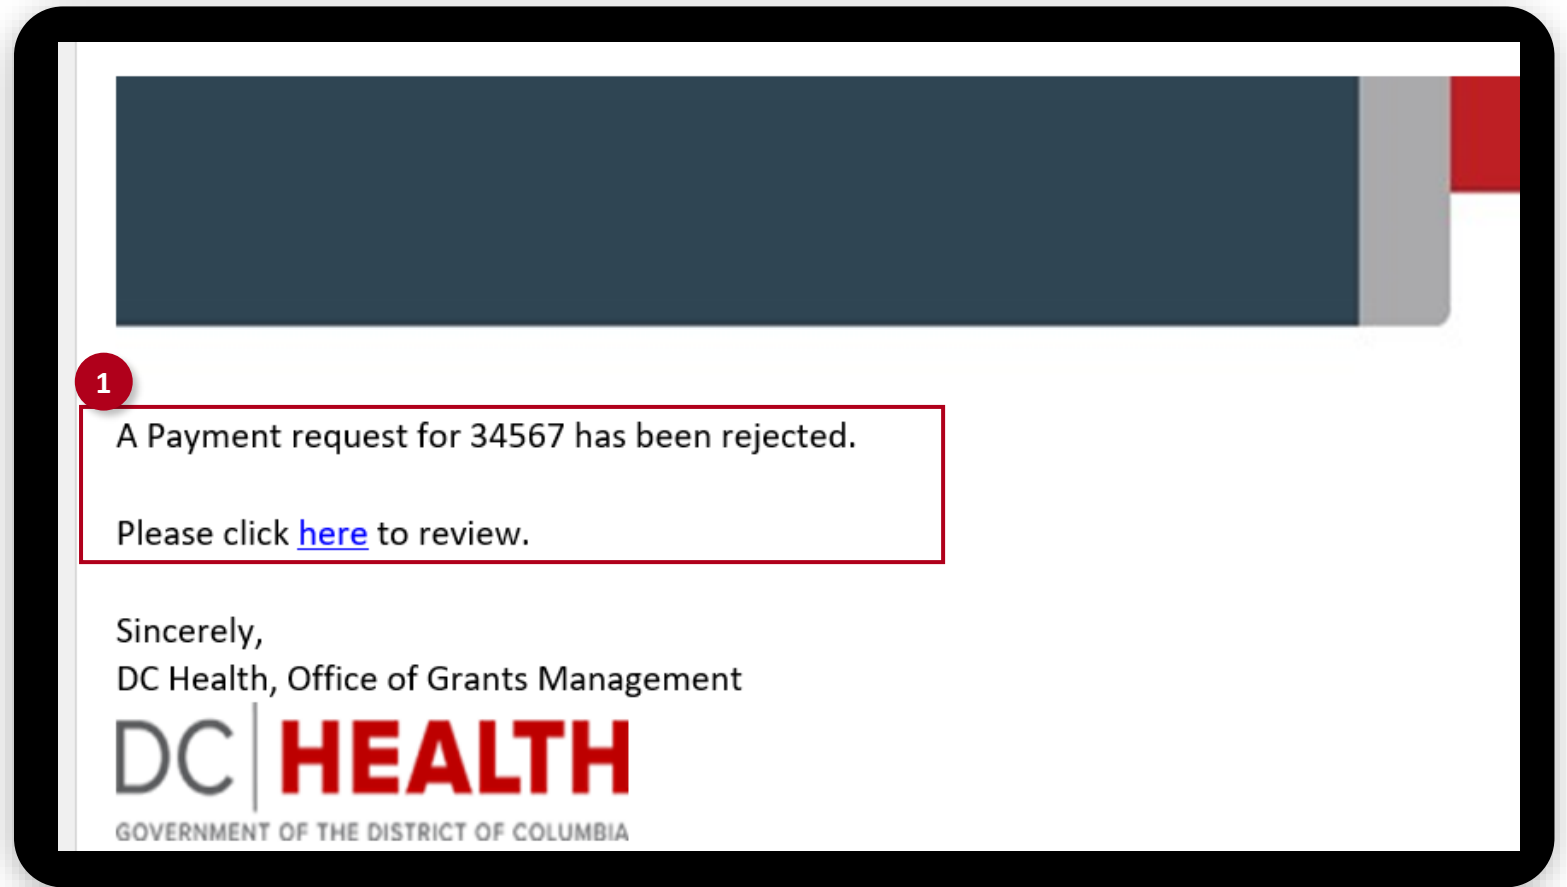 1
A Payment request for 34567 has been rejected.
Please click here to review.
Sincerely,
DC Health, Office of Grants Management
DC HEALTH
GOVERNMENT OF THE DISTRICT OF COLUMBIA